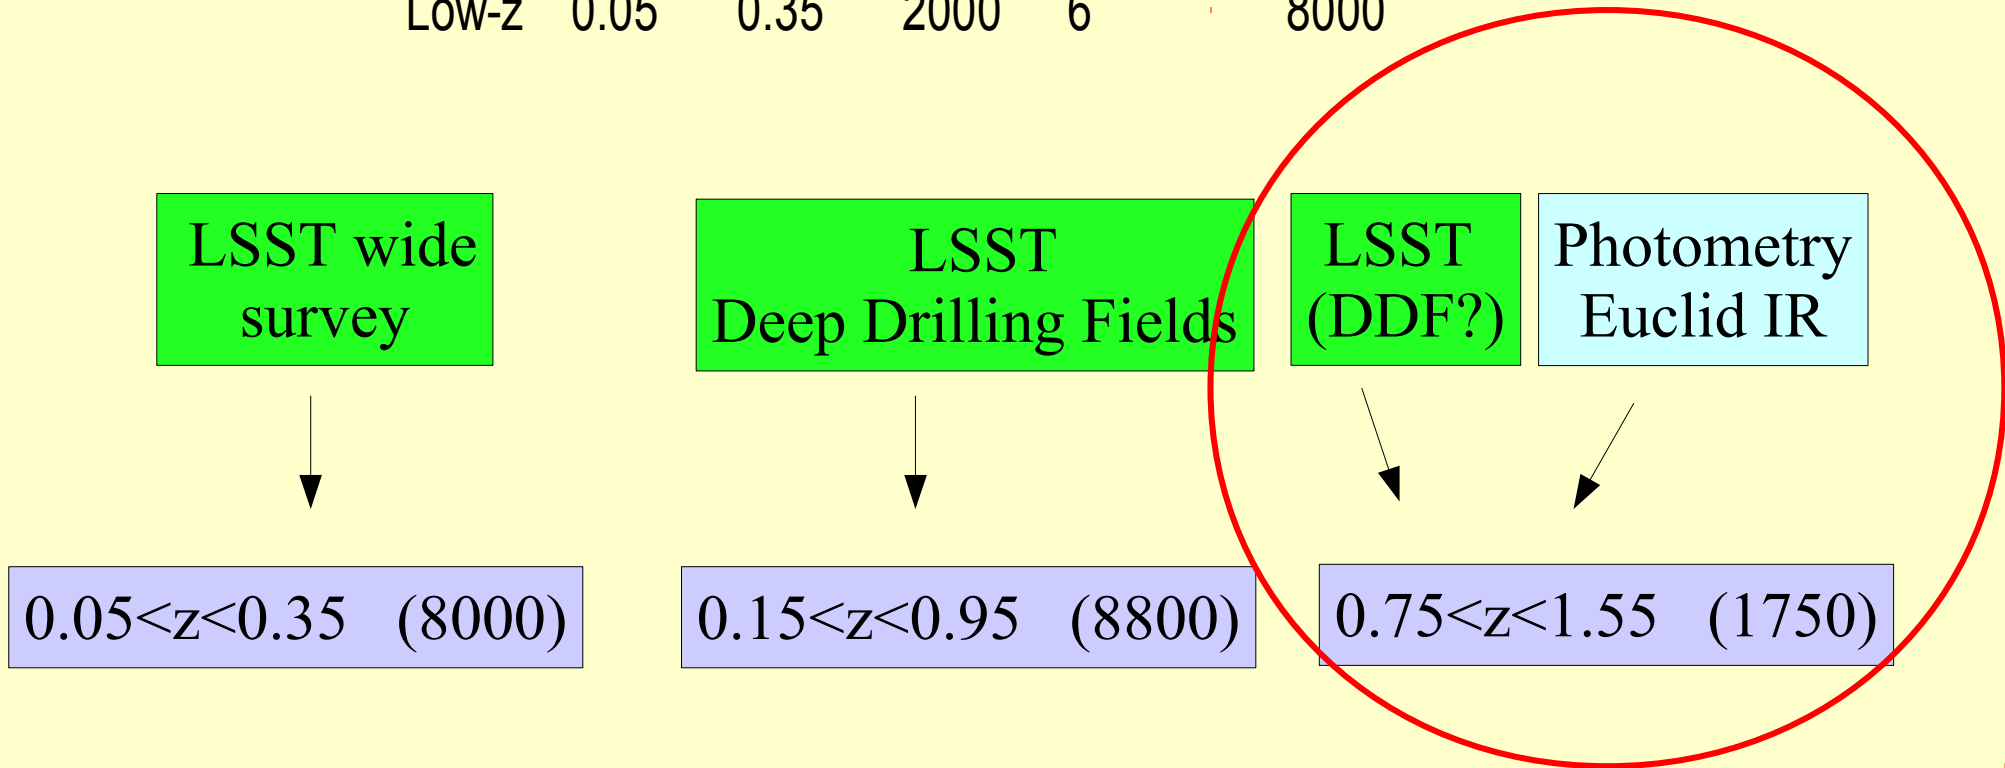 Low-z 0.05 0.35 2000 6 8000
LSST wide
survey
LSST
Deep Drilling Fields
LSST
(DDF?)
Photometry
Euclid IR
0.05<z<0.35 (8000)
0.15<z<0.95 (8800)
0.75<z<1.55 (1750)